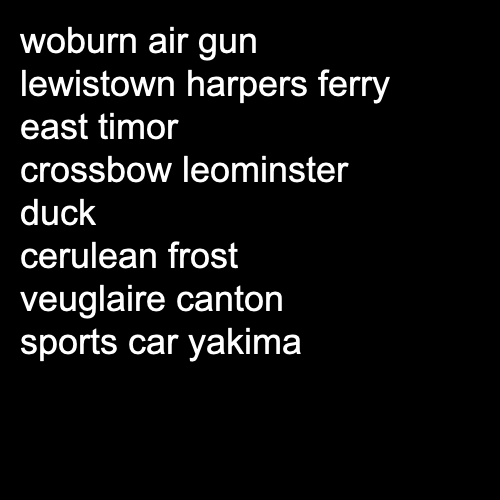 woburn air gun
lewistown harpers ferry
east timor
crossbow leominster
duck
cerulean frost
veuglaire canton
sports car yakima